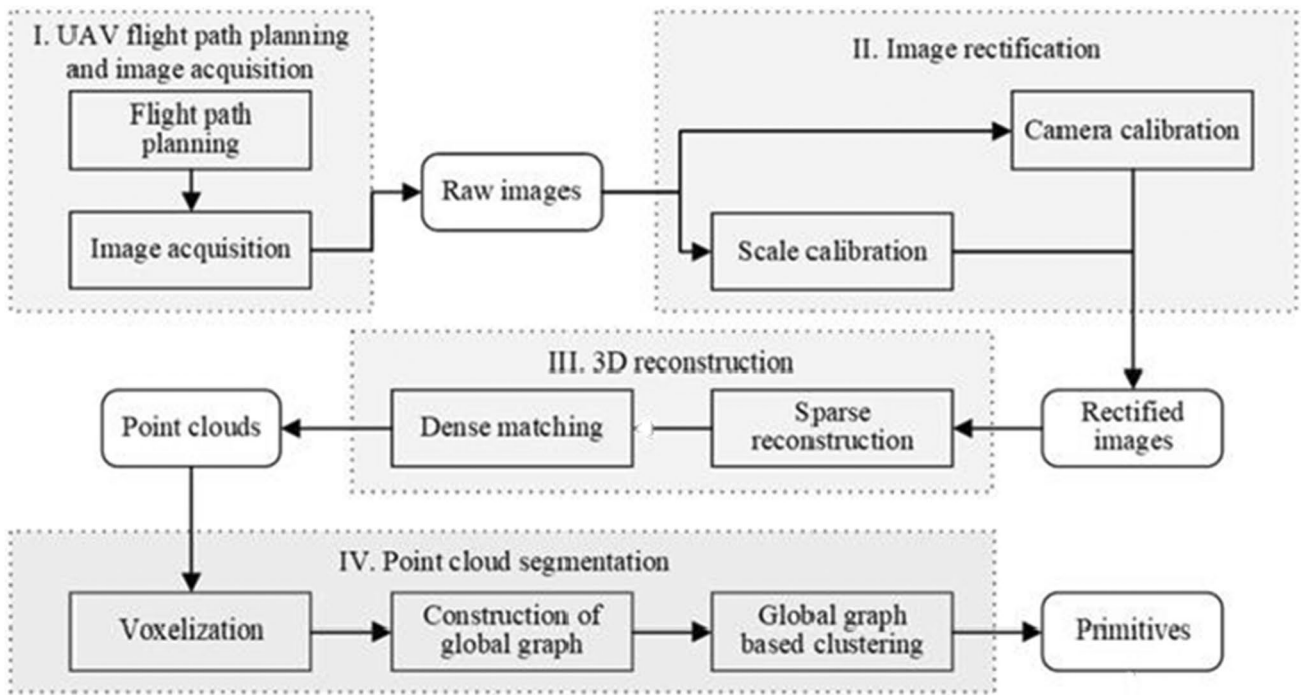 I. UAV flight path planning
and image acquisition
Flight path
planning
Image acquisition
Raw images
II. Image rectification
Camera calibration
Scale calibration
III. 3D reconstruction
Point clouds
Dense matching
Sparse
reconstruction
Rectified
images
IV. Point cloud segmentation
Voxelization
Construction of
global graph
Global graph
based clustering
Primitives